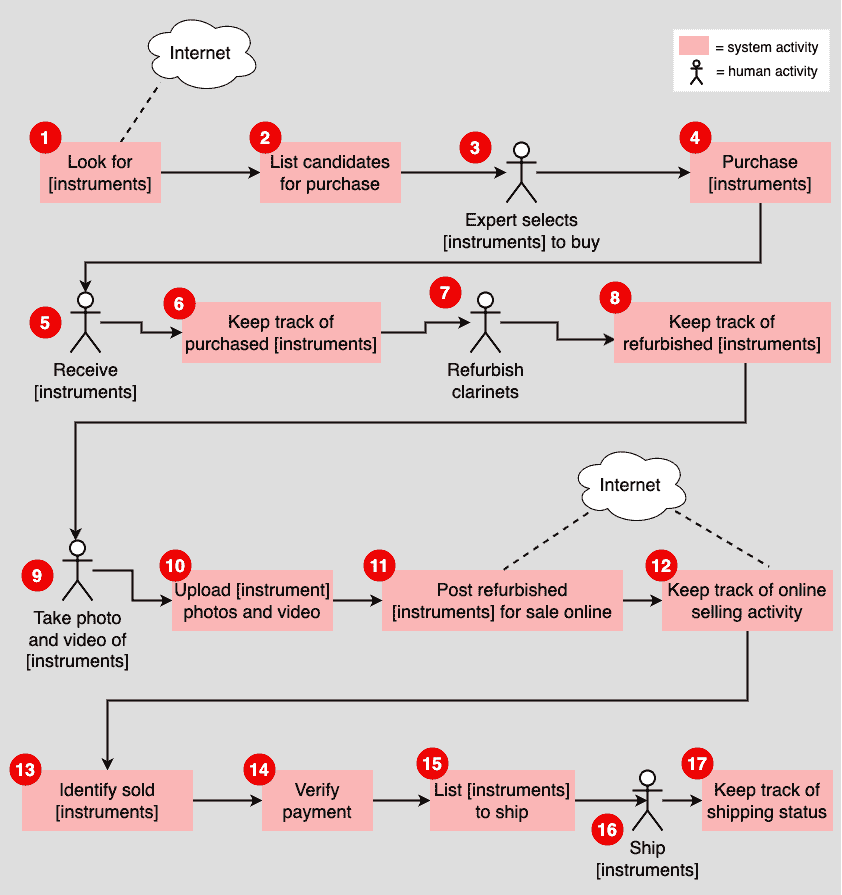 Internet
= system activity
= human activity
1
Look for
[instruments]
2
List candidates
for purchase
3
Expert selects
[instruments] to buy
4
Purchase
[instruments]
5
Receive
[instruments]
6
Keep track of
purchased [instruments]
7
Refurbish
clarinets
8
Keep track of
refurbished [instruments]
Internet
9
Take photo
and video of
[instruments]
10
Upload [instrument]
photos and video
11
Post refurbished
[instruments] for sale online
12
Keep track of online
selling activity
13
Identify sold
[instruments]
14
Verify
payment
15
List [instruments]
to ship
16
Ship
[instruments]
17
Keep track of
shipping status